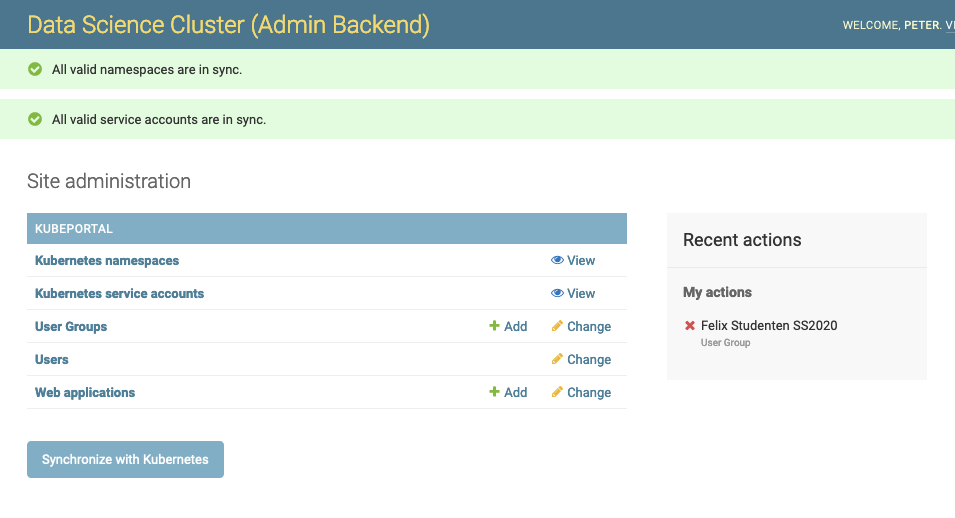 Data Science Cluster (Admin Backend)
WELCOME, PETER.
All valid namespaces are in sync.
All valid service accounts are in sync.
Site administration
KUBEPORTAL
Kubernetes namespaces View
Kubernetes service accounts View
User Groups Add Change
Users Change
Web applications Add Change
Synchronize with Kubernetes
Recent actions
My actions
Felix Studenten SS2020
User Group